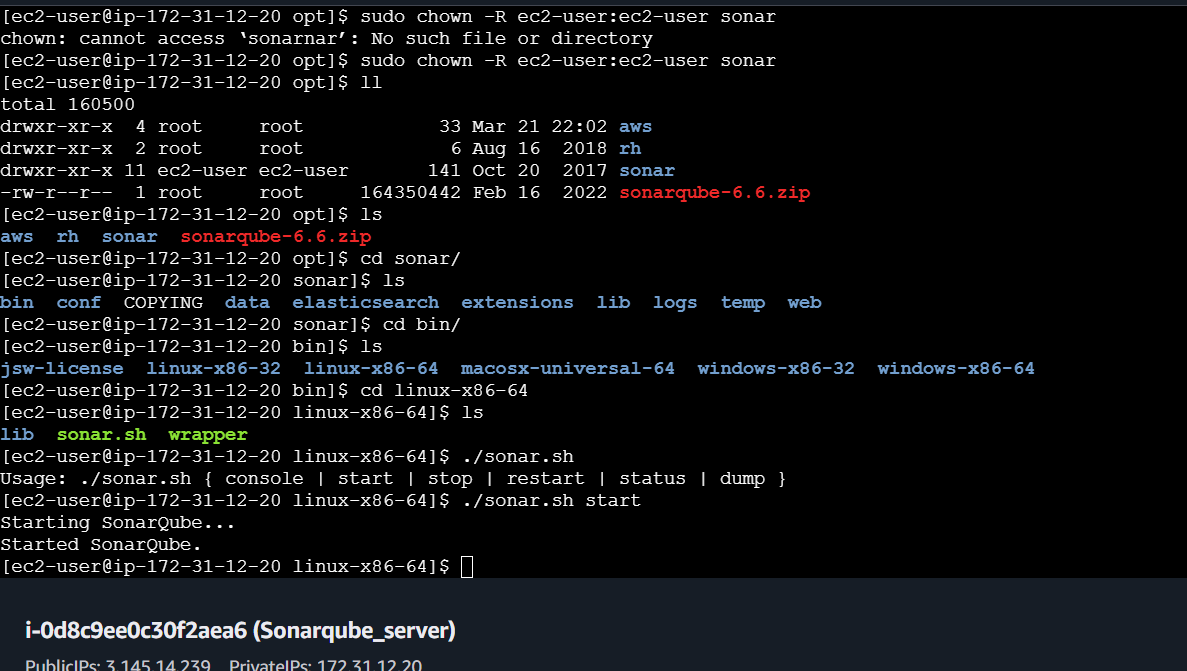 [ec2-user@ip-172-31-12-20 opt]$ sudo chown -R ec2-user:ec2-user sonar
chown: cannot access ‘sonarnar’: No such file or directory
[ec2-user@ip-172-31-12-20 opt]$ sudo chown -R ec2-user:ec2-user sonar
[ec2-user@ip-172-31-12-20 opt]$ ll
total 160500
drwxr-xr-x  4 root     root            33 Mar 21 22:02 aws
drwxr-xr-x  2 root     root             6 Aug 16  2018 rh
drwxr-xr-x 11 ec2-user ec2-user       141 Oct 20  2017 sonar
-rw-r--r--  1 root     root     164350442 Feb 16  2022 sonarqube-6.6.zip
[ec2-user@ip-172-31-12-20 opt]$ ls
aws  rh  sonar  sonarqube-6.6.zip
[ec2-user@ip-172-31-12-20 opt]$ cd sonar/
[ec2-user@ip-172-31-12-20 sonar]$ ls
bin  conf  COPYING  data  elasticsearch  extensions  lib  logs  temp  web
[ec2-user@ip-172-31-12-20 sonar]$ cd bin/
[ec2-user@ip-172-31-12-20 bin]$ ls
jsw-license  linux-x86-32  linux-x86-64  macosx-universal-64  windows-x86-32  windows-x86-64
[ec2-user@ip-172-31-12-20 bin]$ cd linux-x86-64
[ec2-user@ip-172-31-12-20 linux-x86-64]$ ls
lib  sonar.sh  wrapper
[ec2-user@ip-172-31-12-20 linux-x86-64]$ ./sonar.sh
Usage: ./sonar.sh { console | start | stop | restart | status | dump }
[ec2-user@ip-172-31-12-20 linux-x86-64]$ ./sonar.sh start
Starting SonarQube...
Started SonarQube.
[ec2-user@ip-172-31-12-20 linux-x86-64]$
i-0d8c9ee0c30f2aea6 (Sonarqube_server)
PublicIPs: 3.145.14.239  PrivateIPs: 172.31.12.20